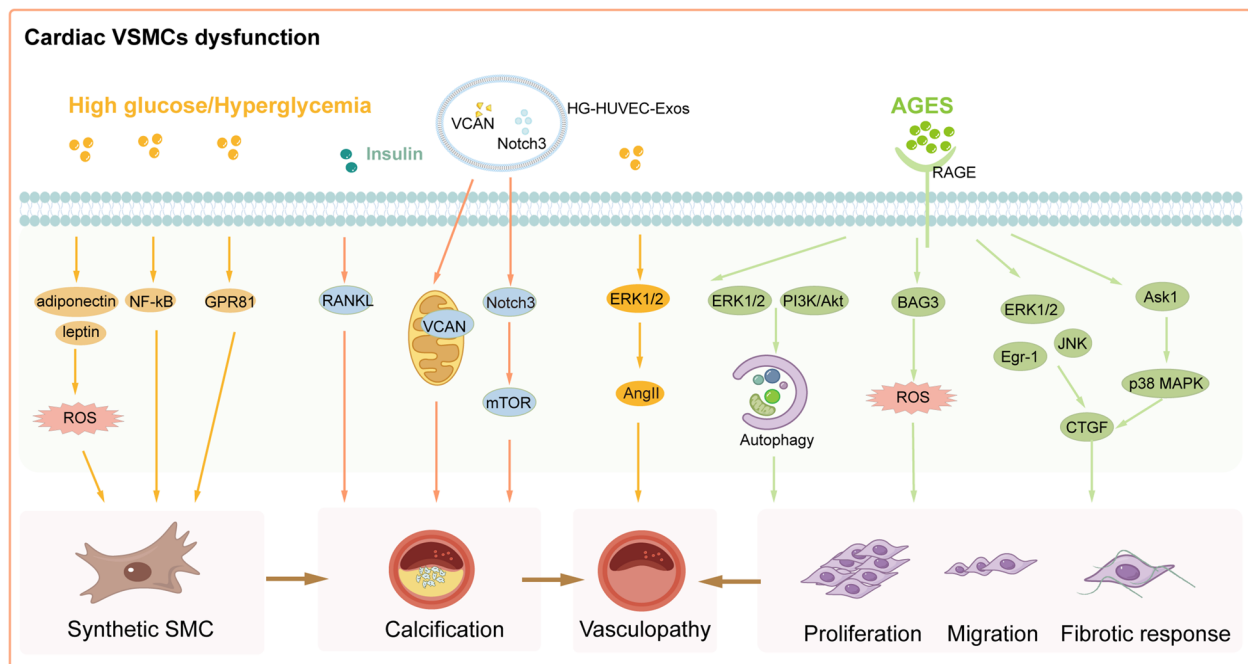 Cardiac VSMCs dysfunction
High glucose/Hyperglycemia
Insulin
VCAN
Notch3
HG-HUVEC-Exos
AGES
RAGE
adiponectin
leptin
NF-kB
GPR81
RANKL
VCAN
Notch3
ERK1/2
ERK1/2
PI3K/Akt
BAG3
ERK1/2
JNK
Egr-1
Ask1
ROS
mTOR
AngII
Autophagy
ROS
p38 MAPK
CTGF
Synthetic SMC
Calcification
Vasculopathy
Proliferation
Migration
Fibrotic response